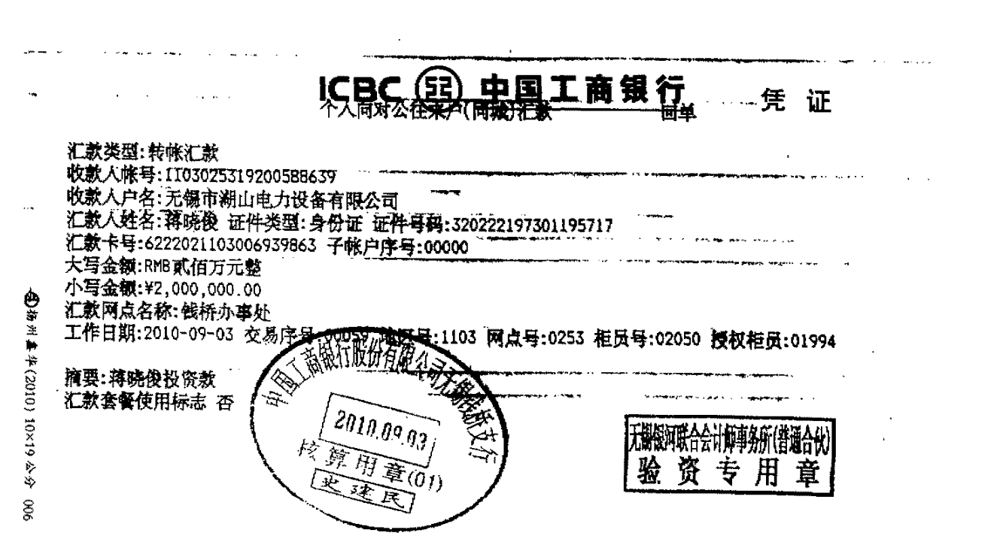 ICBC 中国工商银行 凭证
个人向对公往来户(同城)汇款 回单
汇款类型:转帐汇款
收款人帐号:1103025319200588639
收款人户名:无锡市湖山电力设备有限公司
汇款人姓名:蒋晓俊 证件类型:身份证 证件号码:320222197301195717
汇款卡号:6222021103006939863 子帐户序号:00000
大写金额:RMB贰佰万元整
小写金额:¥2,000,000.00
汇款网点名称:钱桥办事处
工作日期:2010-09-03 交易序号:00059 地区号:1103 网点号:0253 柜员号:02050 授权柜员:01994
摘要:蒋晓俊投资款
汇款套餐使用标志 否
中国工商银行股份有限公司无锡钱桥支行
2010.09.03
核算用章(01)
史建民
无锡银河联合会计师事务所(普通合伙)
验资专用章
扬州鑫华(2010) 10×19公分 006